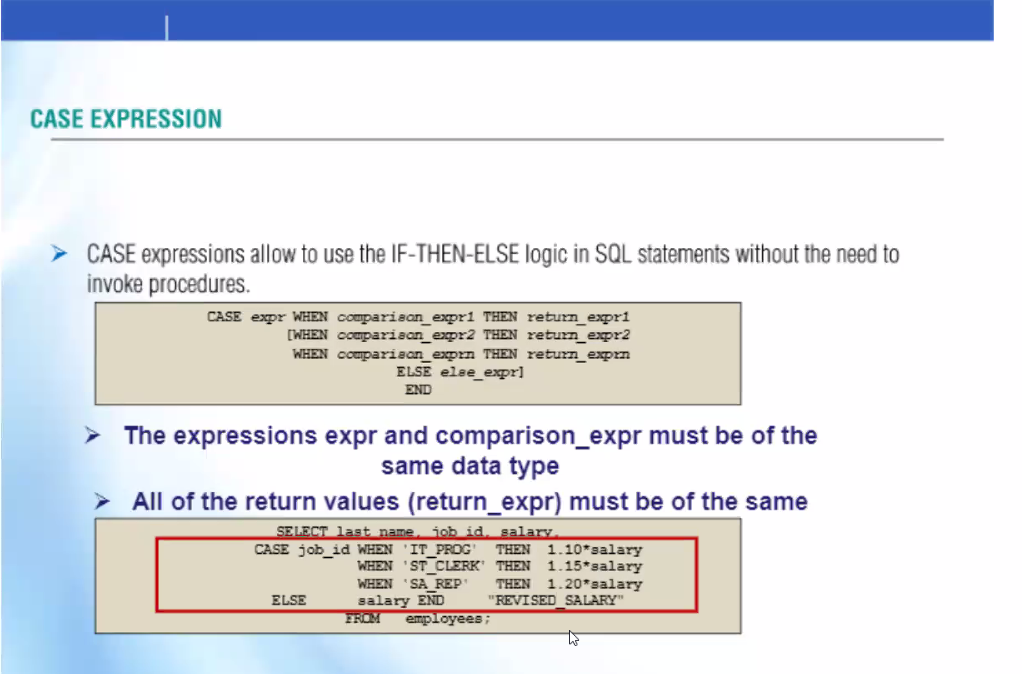 CASE EXPRESSION
CASE expressions allow to use the IF-THEN-ELSE logic in SQL statements without the need to
invoke procedures.
CASE expr WHEN comparison_expr1 THEN return_expr1
[WHEN comparison_expr2 THEN return_expr2
WHEN comparison_exprn THEN return_exprn
ELSE else_expr]
END
The expressions expr and comparison_expr must be of the
same data type
All of the return values (return_expr) must be of the same
SELECT last_name, job_id, salary,
CASE job_id WHEN 'IT_PROG' THEN 1.10*salary
WHEN 'ST_CLERK' THEN 1.15*salary
WHEN 'SA_REP' THEN 1.20*salary
ELSE salary END "REVISED_SALARY"
FROM employees;